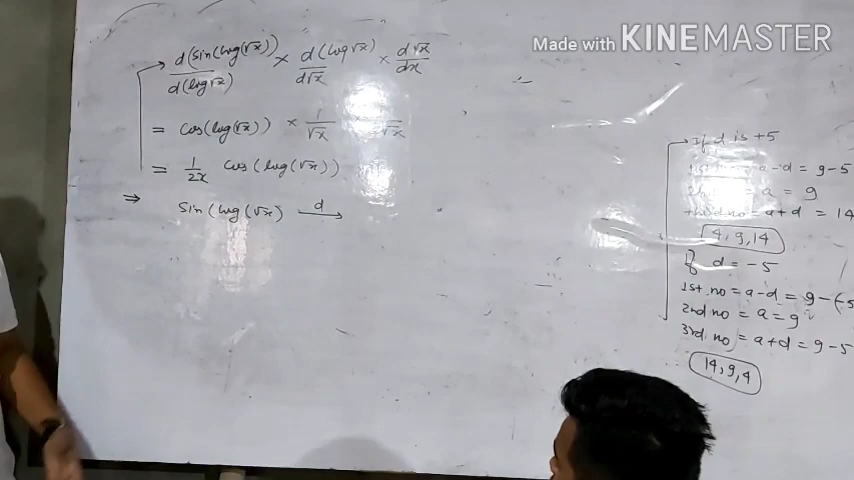 Made with KINEMASTER
d(sin(log(√x)) / d(log√x) × d(log√x) / d√x × d√x / dx
= cos(log(√x)) × 1/√x √x
= 1/2x cos(log(√x))
⇒ sin(log(√x) d→
If d is +5
a-d = 9-5
= a = 9
no = a+d = 14
4, 9, 14
If d = -5
1st no = a-d = 9-(-5
2nd no = a = 9
3rd no = a+d = 9-5
14, 9, 4